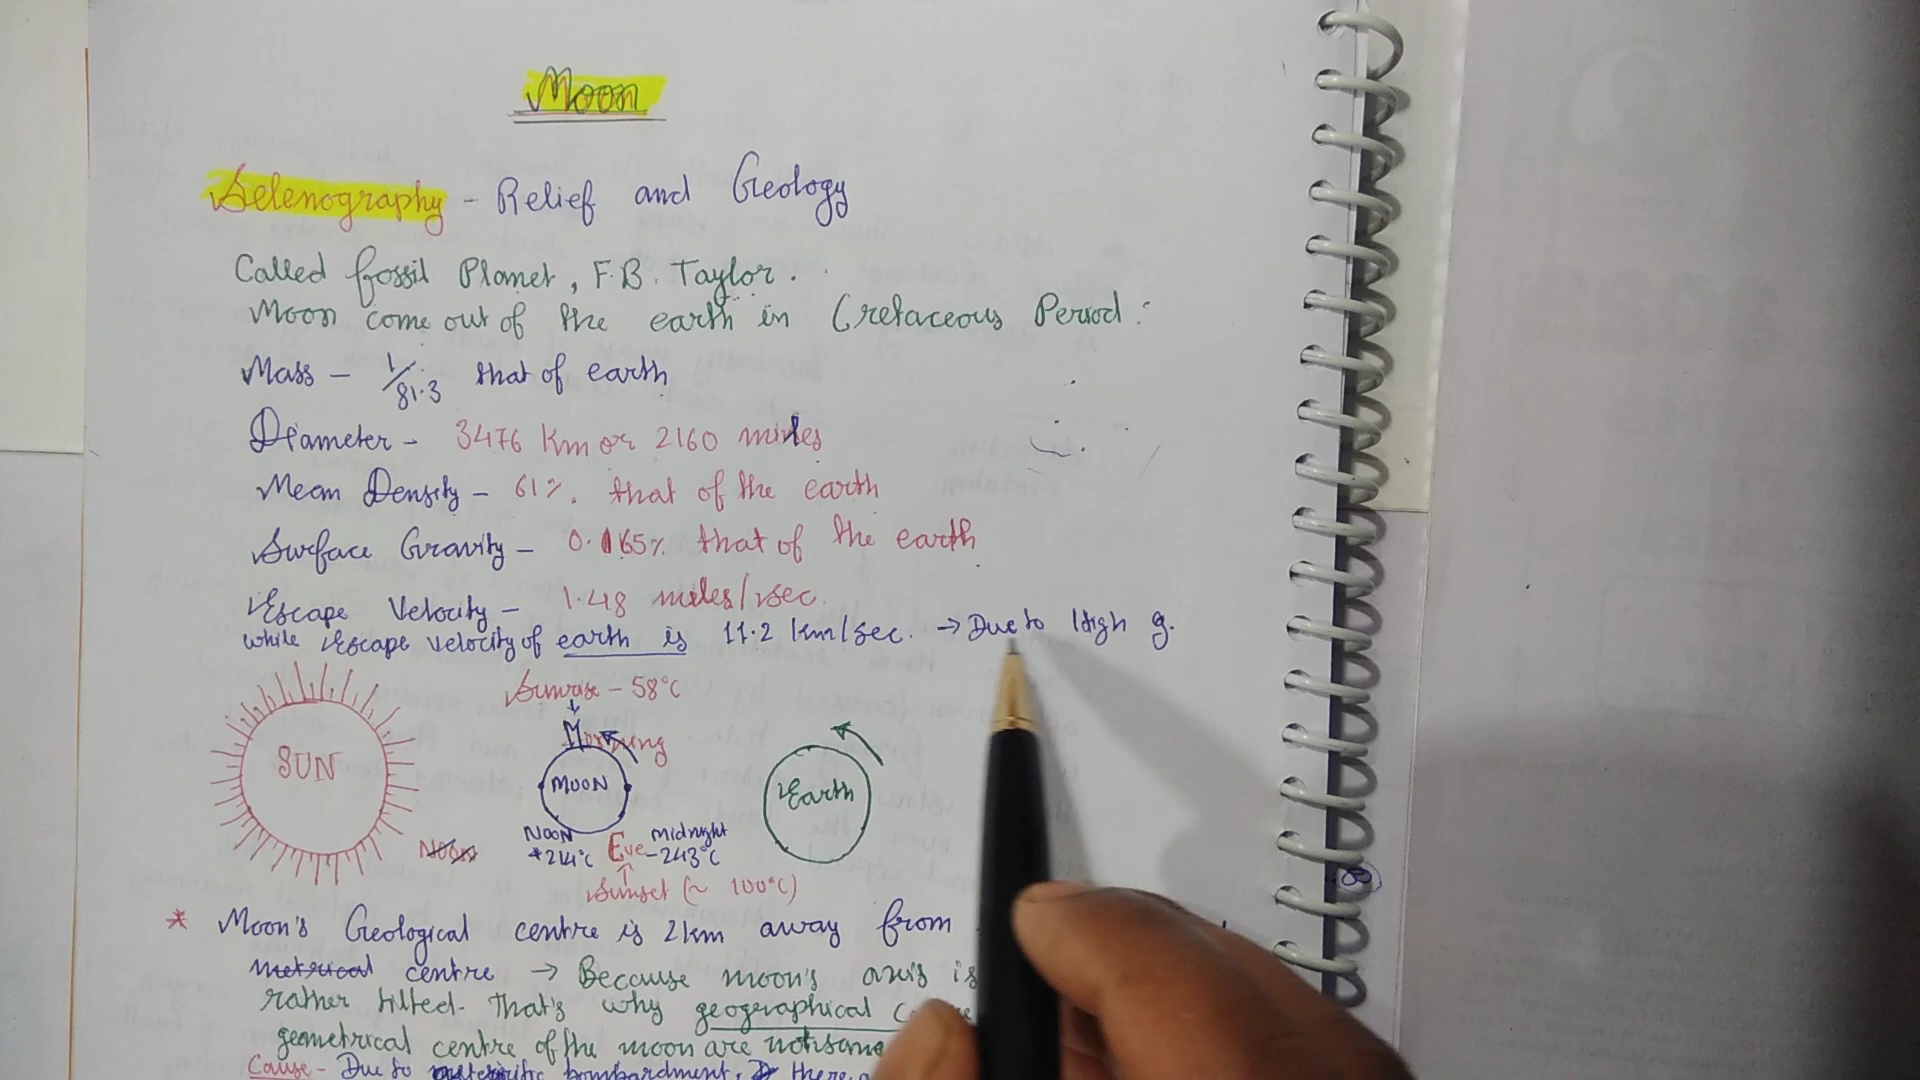 Moon
Selenography - Relief and Geology
Called fossil Planet, F.B. Taylor.
Moon come out of the earth in Cretaceous Period.
Mass - 1/81.3 that of earth
Diameter - 3476 Km or 2160 miles
Mean Density - 61%. that of the earth
Surface Gravity - 0.165% that of the earth
Escape Velocity - 1.48 miles/sec.
while Escape velocity of earth is 11.2 km/sec. → Due to High g.
Sunrise - 58°C
Morning
SUN
MOON
Earth
Noon
Noon
+214°C
Eve
Midnight
-243°C
Sunset (~ 100°C)
* Moon's Geological centre is 2km away from
metrical centre → Because moon's axis is
rather tilted. That's why geographical
geometrical centre of the moon are not same
Cause - Due to bombardment,